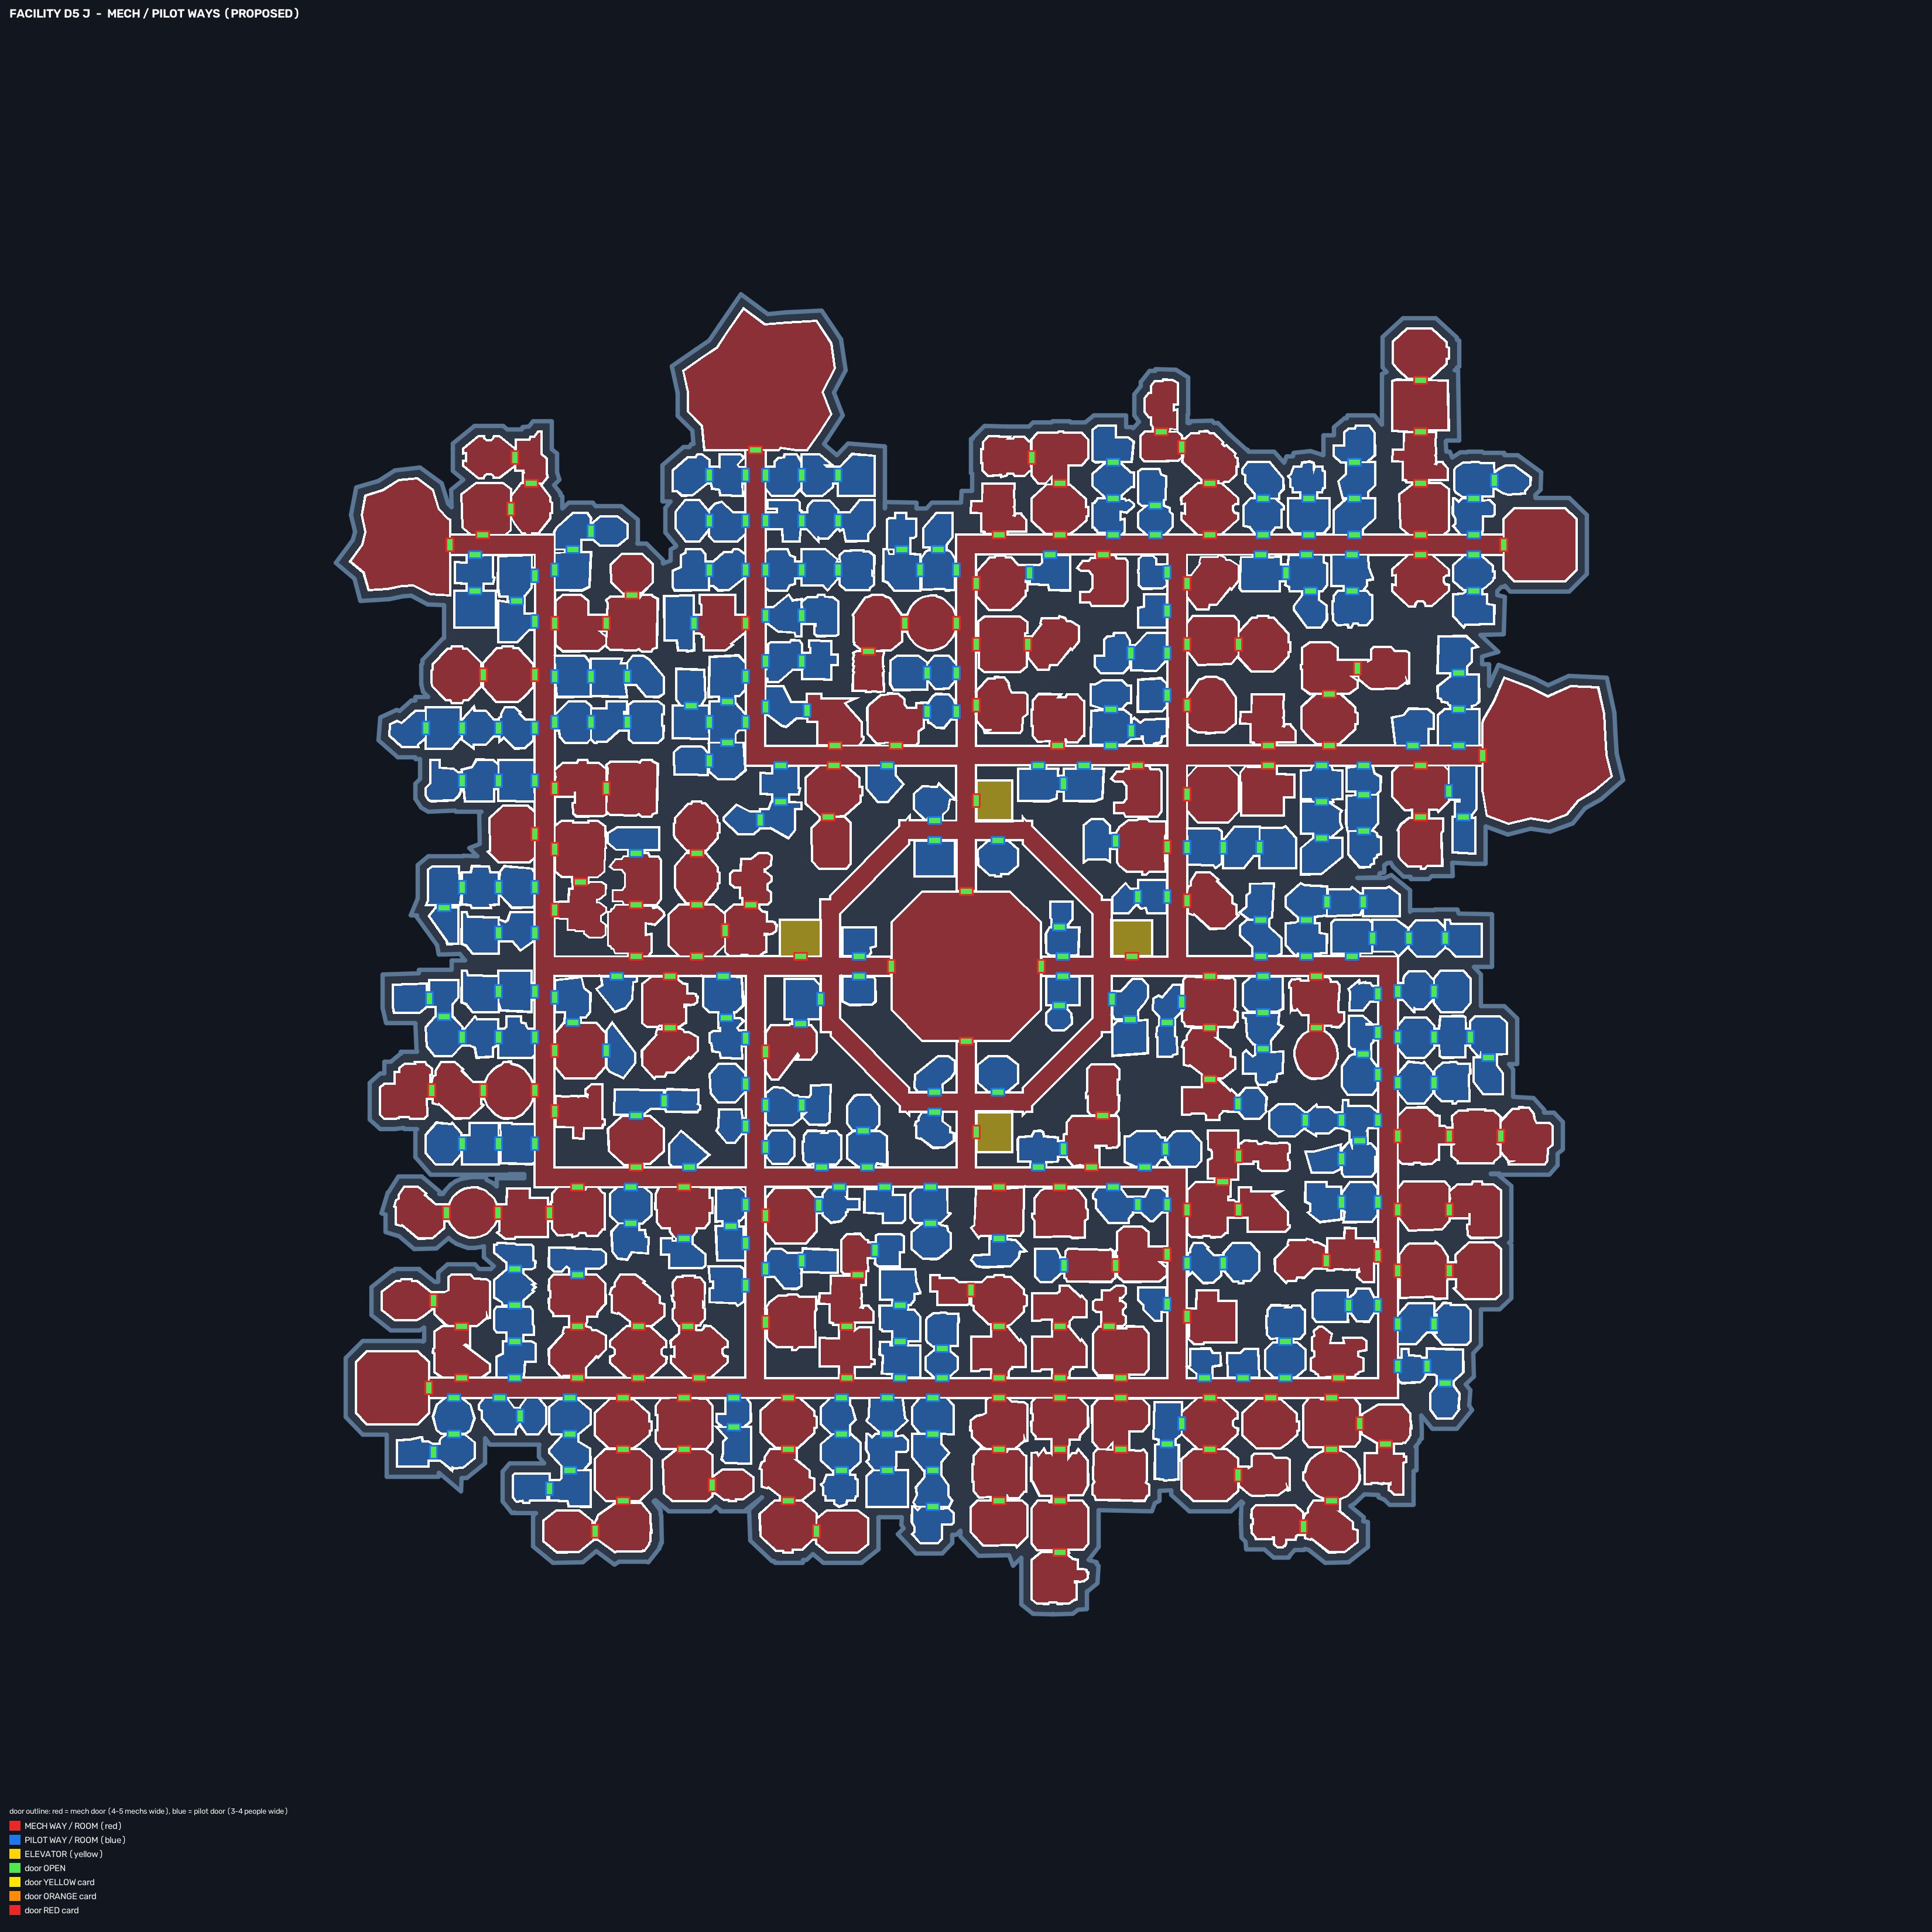 FACILITY D5 J - MECH / PILOT WAYS (PROPOSED)
door outline: red = mech door (4-5 mechs wide), blue = pilot door (3-4 people wide)
MECH WAY / ROOM (red)
PILOT WAY / ROOM (blue)
ELEVATOR (yellow)
door OPEN
door YELLOW card
door ORANGE card
door RED card